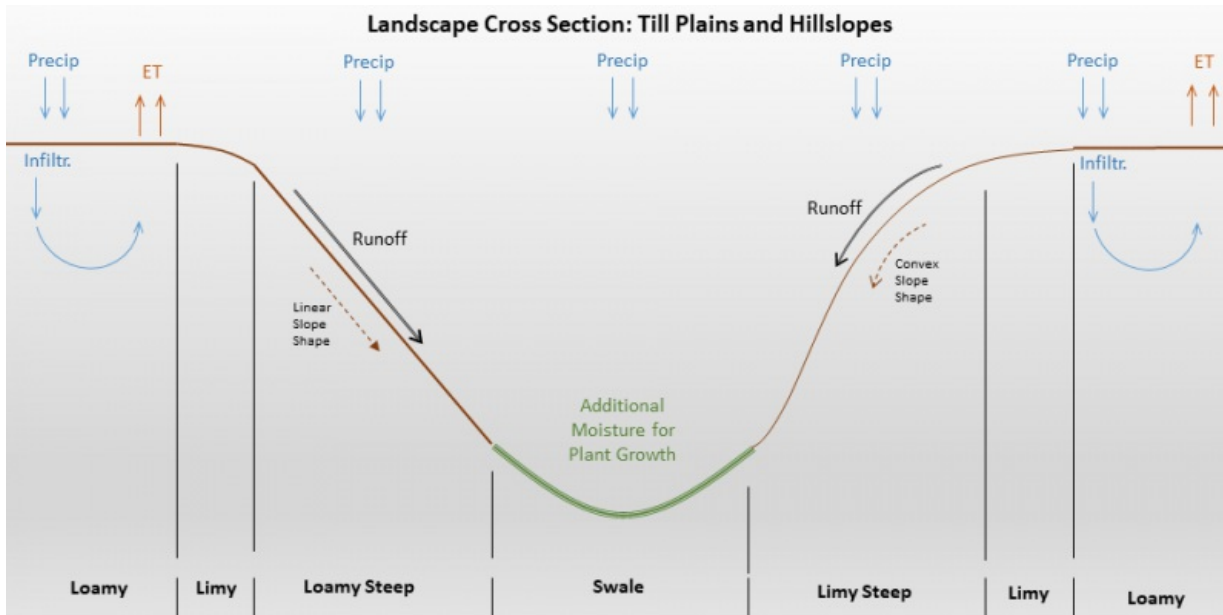 Landscape Cross Section: Till Plains and Hillslopes
Precip
ET
Precip
Precip
Precip
Precip
ET
Infiltr.
Infiltr.
Runoff
Runoff
Linear
Slope
Shape
Convex
Slope
Shape
Additional
Moisture for
Plant Growth
Loamy
Limy
Loamy Steep
Swale
Limy Steep
Limy
Loamy